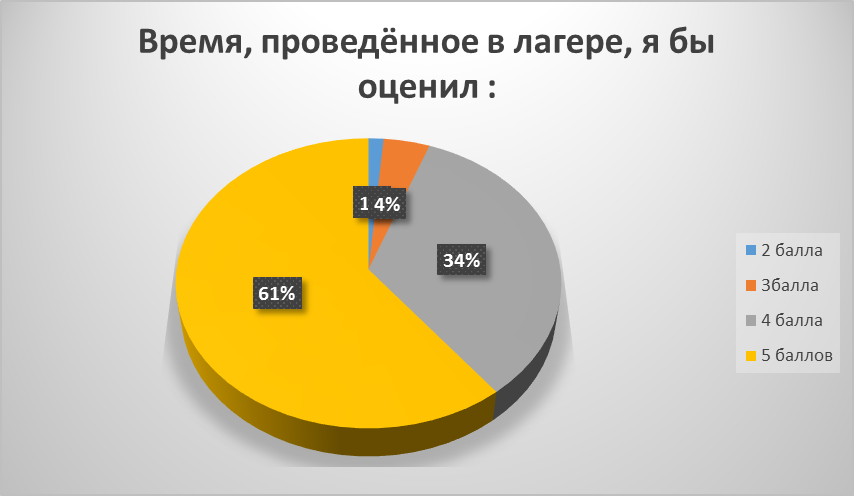 Время, проведённое в лагере, я бы
оценил :
1
4%
34%
61%
2 балла
3балла
4 балла
5 баллов